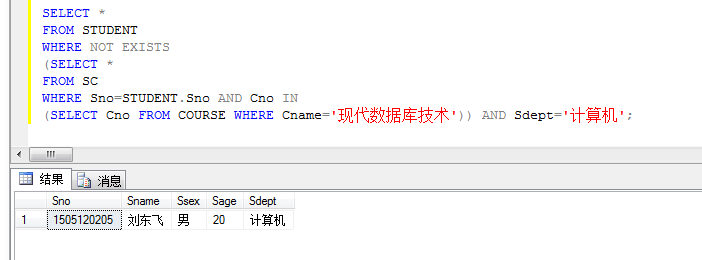 SELECT *
FROM STUDENT
WHERE NOT EXISTS
(SELECT *
FROM SC
WHERE Sno=STUDENT.Sno AND Cno IN
(SELECT Cno FROM COURSE WHERE Cname='现代数据库技术')) AND Sdept='计算机';
结果 消息
Sno Sname Ssex Sage Sdept
1 1505120205 刘东飞 男 20 计算机